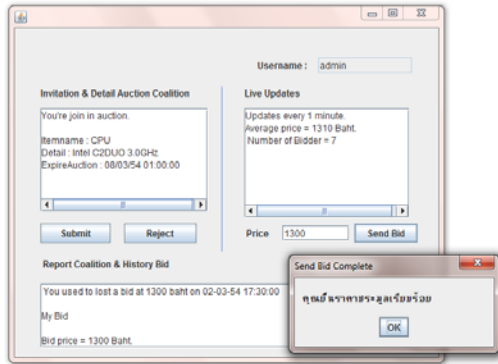 Username : admin
Invitation & Detail Auction Coalition
You're join in auction.
Itemname : CPU
Detail : Intel C2DUO 3.0GHz
ExpireAuction : 08/03/54 01:00:00
Submit
Reject
Live Updates
Updates every 1 minute.
Average price = 1310 Baht.
Number of Bidder = 7
Price 1300 Send Bid
Report Coalition & History Bid
You used to lost a bid at 1300 baht on 02-03-54 17:30:00
My Bid
Bid price = 1300 Baht.
Send Bid Complete
คุณยื่นราคาประมูลเรียบร้อย
OK